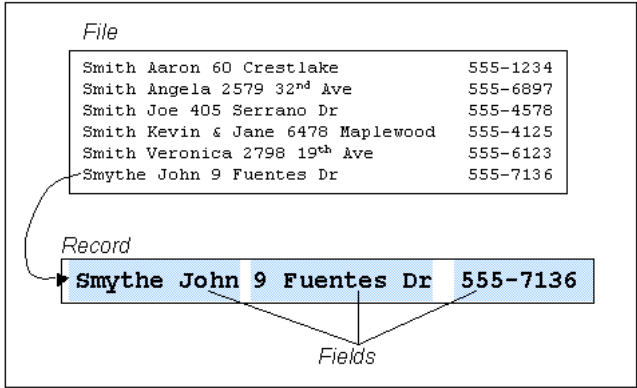 File
Smith Aaron 60 Crestlake 555-1234
Smith Angela 2579 32nd Ave 555-6897
Smith Joe 405 Serrano Dr 555-4578
Smith Kevin & Jane 6478 Maplewood 555-4125
Smith Veronica 2798 19th Ave 555-6123
Smythe John 9 Fuentes Dr 555-7136
Record
Smythe John 9 Fuentes Dr 555-7136
Fields